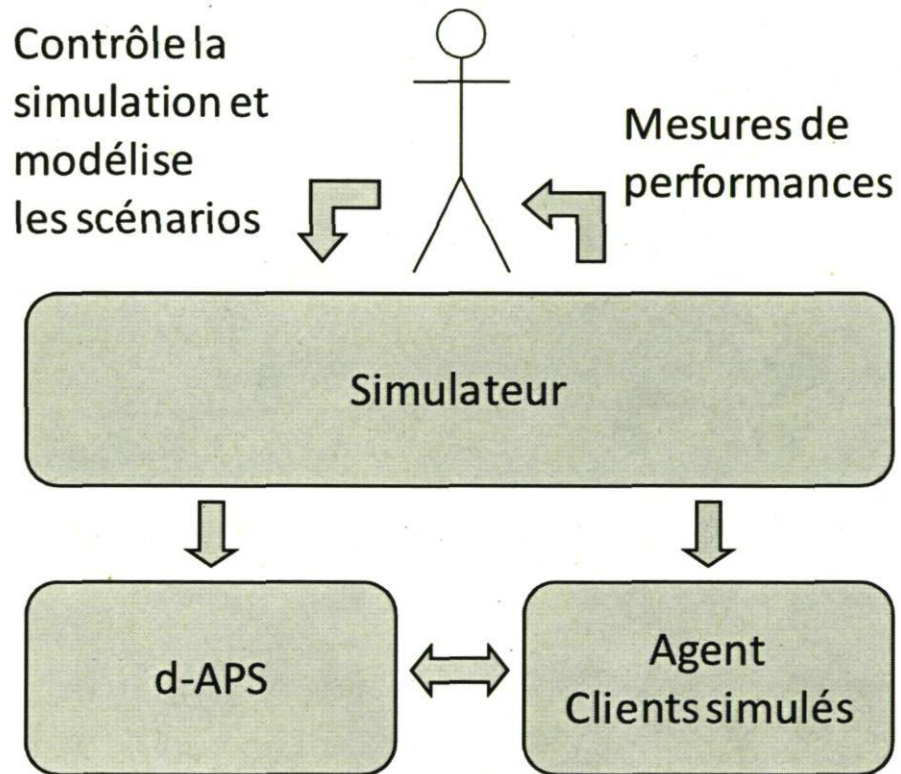 Contrôle la
simulation et
modélise
les scénarios
Mesures de
performances
Simulateur
d-APS
Agent
Clients simulés